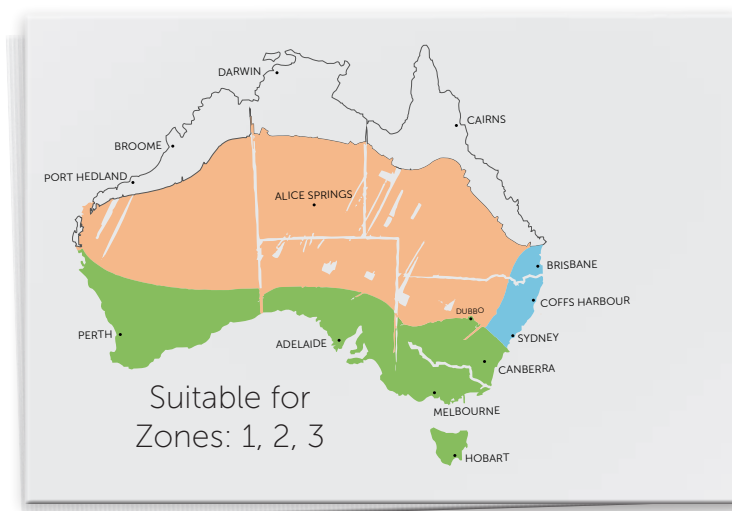 DARWIN
CAIRNS
BROOME
PORT HEDLAND
ALICE SPRINGS
BRISBANE
COFFS HARBOUR
DUBBO
PERTH
SYDNEY
ADELAIDE
CANBERRA
Suitable for
Zones: 1, 2, 3
MELBOURNE
HOBART